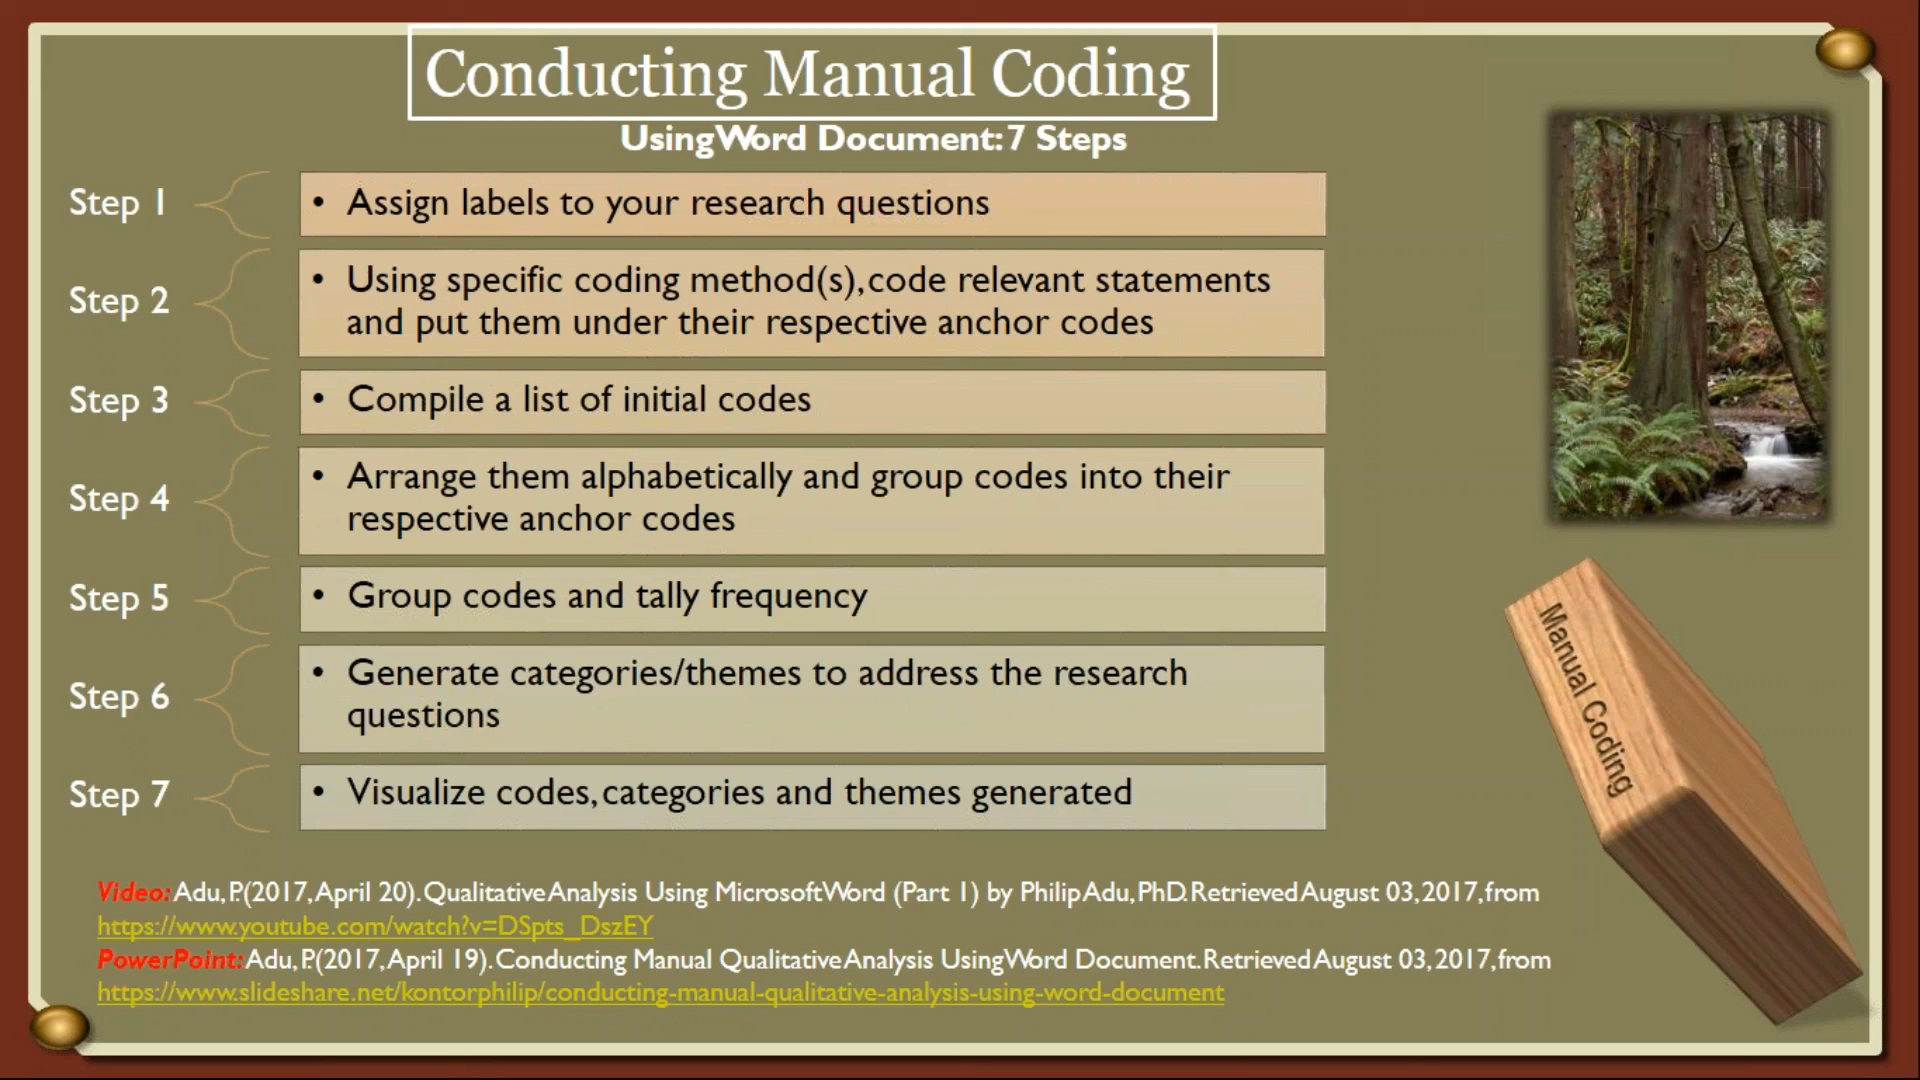 Conducting Manual Coding
Using Word Document: 7 Steps
Step 1
• Assign labels to your research questions
Step 2
• Using specific coding method(s), code relevant statements
and put them under their respective anchor codes
Step 3
• Compile a list of initial codes
Step 4
• Arrange them alphabetically and group codes into their
respective anchor codes
Step 5
• Group codes and tally frequency
Step 6
• Generate categories/themes to address the research
questions
Step 7
• Visualize codes, categories and themes generated
Manual Coding
Video: Adu, P. (2017, April 20). Qualitative Analysis Using Microsoft Word (Part 1) by Philip Adu, PhD. Retrieved August 03, 2017, from
https://www.youtube.com/watch?v=DSpts_DszEY
PowerPoint: Adu, P. (2017, April 19). Conducting Manual Qualitative Analysis Using Word Document. Retrieved August 03, 2017, from
https://www.slideshare.net/kontorphilip/conducting-manual-qualitative-analysis-using-word-document